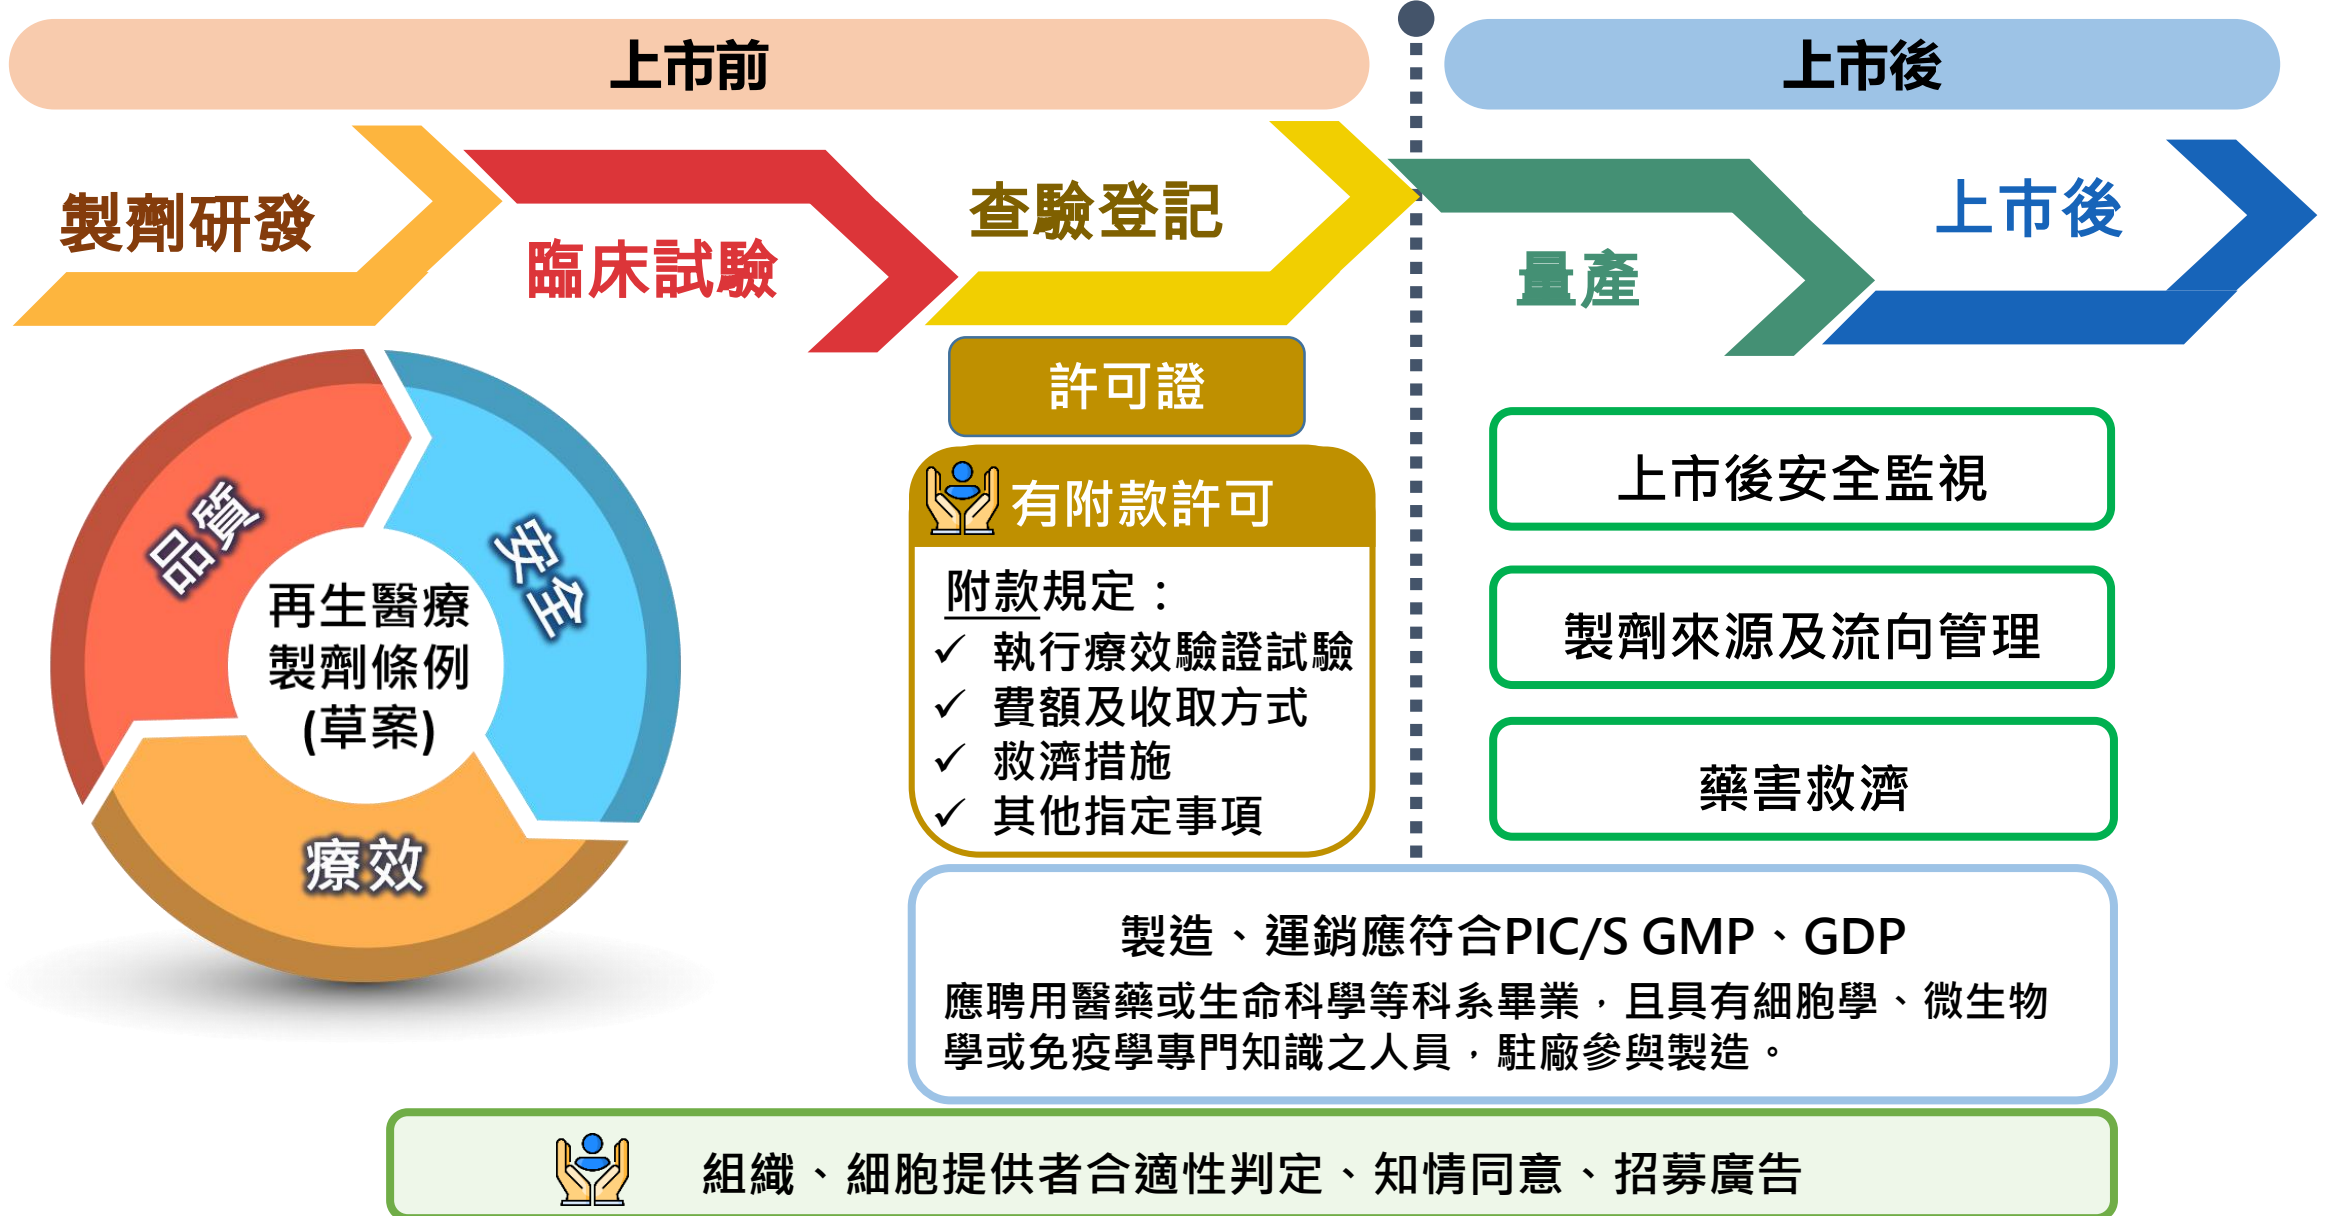 上市前
上市後
製劑研發
臨床試驗
查驗登記
量產
上市後
品質
安全
療效
再生醫療
製劑條例
(草案)
許可證
有附款許可
附款規定：
✓ 執行療效驗證試驗
✓ 費額及收取方式
✓ 救濟措施
✓ 其他指定事項
上市後安全監視
製劑來源及流向管理
藥害救濟
製造、運銷應符合PIC/S GMP、GDP
應聘用醫藥或生命科學等科系畢業，且具有細胞學、微生物
學或免疫學專門知識之人員，駐廠參與製造。
組織、細胞提供者合適性判定、知情同意、招募廣告